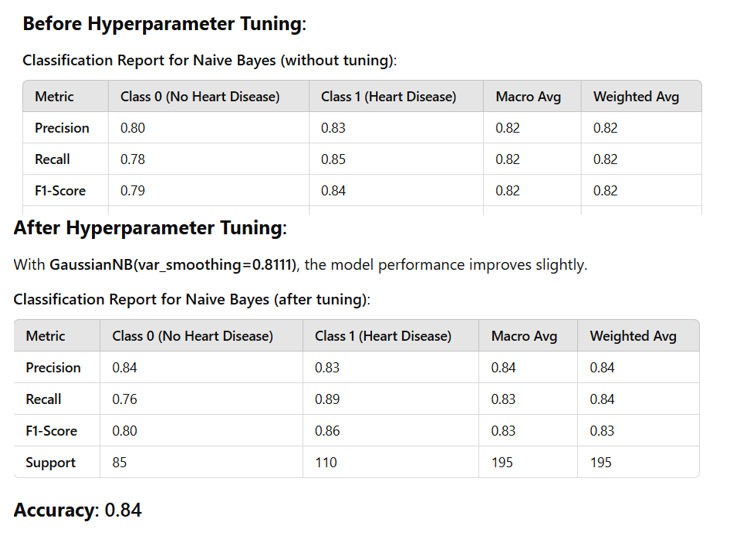 Before Hyperparameter Tuning:
Classification Report for Naive Bayes (without tuning):
Metric Class 0 (No Heart Disease) Class 1 (Heart Disease) Macro Avg Weighted Avg
Precision 0.80 0.83 0.82 0.82
Recall 0.78 0.85 0.82 0.82
F1-Score 0.79 0.84 0.82 0.82
After Hyperparameter Tuning:
With GaussianNB(var_smoothing=0.8111), the model performance improves slightly.
Classification Report for Naive Bayes (after tuning):
Metric Class 0 (No Heart Disease) Class 1 (Heart Disease) Macro Avg Weighted Avg
Precision 0.84 0.83 0.84 0.84
Recall 0.76 0.89 0.83 0.84
F1-Score 0.80 0.86 0.83 0.83
Support 85 110 195 195
Accuracy: 0.84